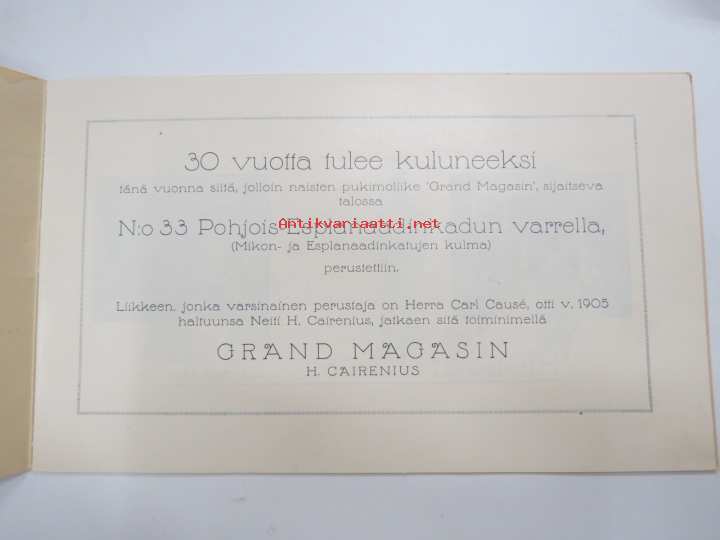 30 vuotta tulee kuluneeksi
tänä vuonna siitä, jolloin naisten pukimoliike 'Grand Magasin', sijaitseva
talossa
N:o 33 Pohjois-Esplanaadinkadun varrella,
Antikvariaatti.net
(Mikon- ja Esplanaadinkatujen kulma)
perustettiin.
Liikkeen, jonka varsinainen perustaja on Herra Carl Causé, otti v. 1905
haltuunsa Neiti H. Cairenius, jatkaen sitä toiminimellä
GRAND MAGASIN
H. CAIRENIUS